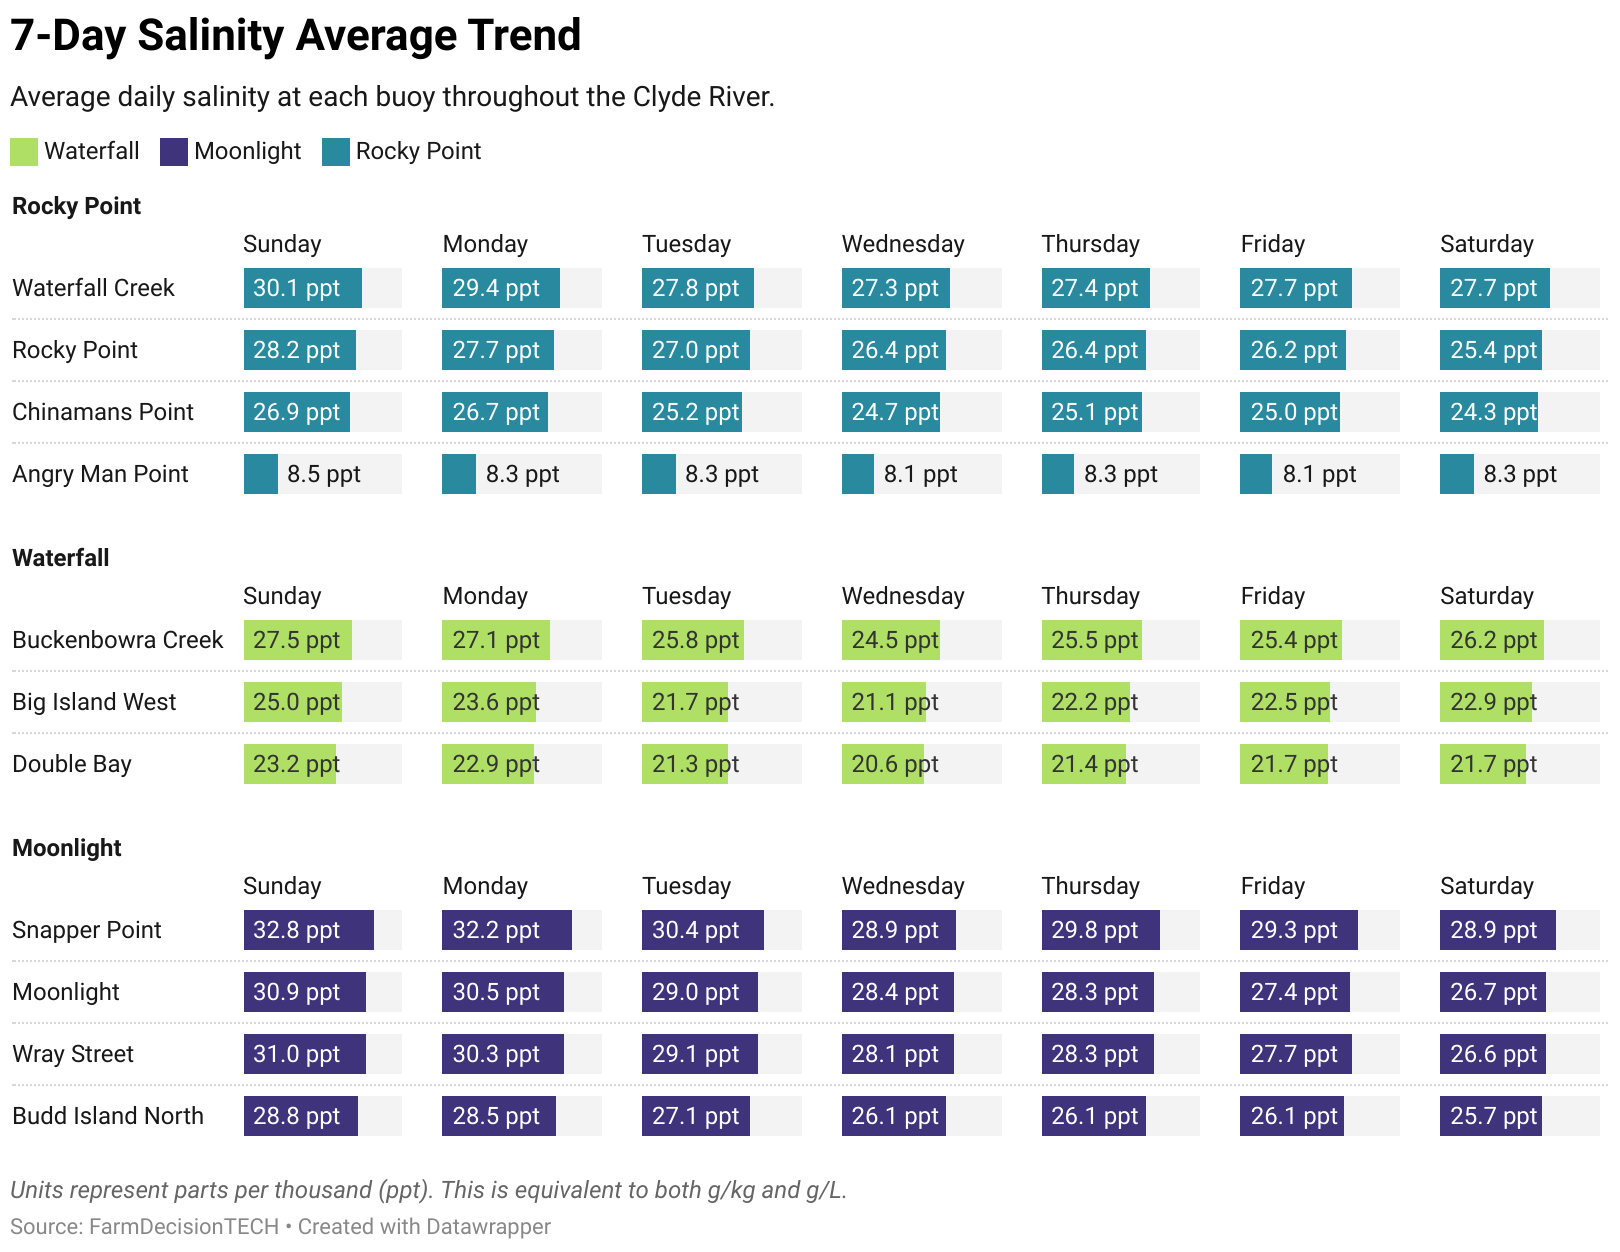 7-Day Salinity Average Trend
Average daily salinity at each buoy throughout the Clyde River.
Waterfall Moonlight Rocky Point
Rocky Point
Sunday Monday Tuesday Wednesday Thursday Friday Saturday
Waterfall Creek 30.1 ppt 29.4 ppt 27.8 ppt 27.3 ppt 27.4 ppt 27.7 ppt 27.7 ppt
Rocky Point 28.2 ppt 27.7 ppt 27.0 ppt 26.4 ppt 26.4 ppt 26.2 ppt 25.4 ppt
Chinamans Point 26.9 ppt 26.7 ppt 25.2 ppt 24.7 ppt 25.1 ppt 25.0 ppt 24.3 ppt
Angry Man Point 8.5 ppt 8.3 ppt 8.3 ppt 8.1 ppt 8.3 ppt 8.1 ppt 8.3 ppt
Waterfall
Sunday Monday Tuesday Wednesday Thursday Friday Saturday
Buckenbowra Creek 27.5 ppt 27.1 ppt 25.8 ppt 24.5 ppt 25.5 ppt 25.4 ppt 26.2 ppt
Big Island West 25.0 ppt 23.6 ppt 21.7 ppt 21.1 ppt 22.2 ppt 22.5 ppt 22.9 ppt
Double Bay 23.2 ppt 22.9 ppt 21.3 ppt 20.6 ppt 21.4 ppt 21.7 ppt 21.7 ppt
Moonlight
Sunday Monday Tuesday Wednesday Thursday Friday Saturday
Snapper Point 32.8 ppt 32.2 ppt 30.4 ppt 28.9 ppt 29.8 ppt 29.3 ppt 28.9 ppt
Moonlight 30.9 ppt 30.5 ppt 29.0 ppt 28.4 ppt 28.3 ppt 27.4 ppt 26.7 ppt
Wray Street 31.0 ppt 30.3 ppt 29.1 ppt 28.1 ppt 28.3 ppt 27.7 ppt 26.6 ppt
Budd Island North 28.8 ppt 28.5 ppt 27.1 ppt 26.1 ppt 26.1 ppt 26.1 ppt 25.7 ppt
Units represent parts per thousand (ppt). This is equivalent to both g/kg and g/L.
Source: FarmDecisionTECH • Created with Datawrapper